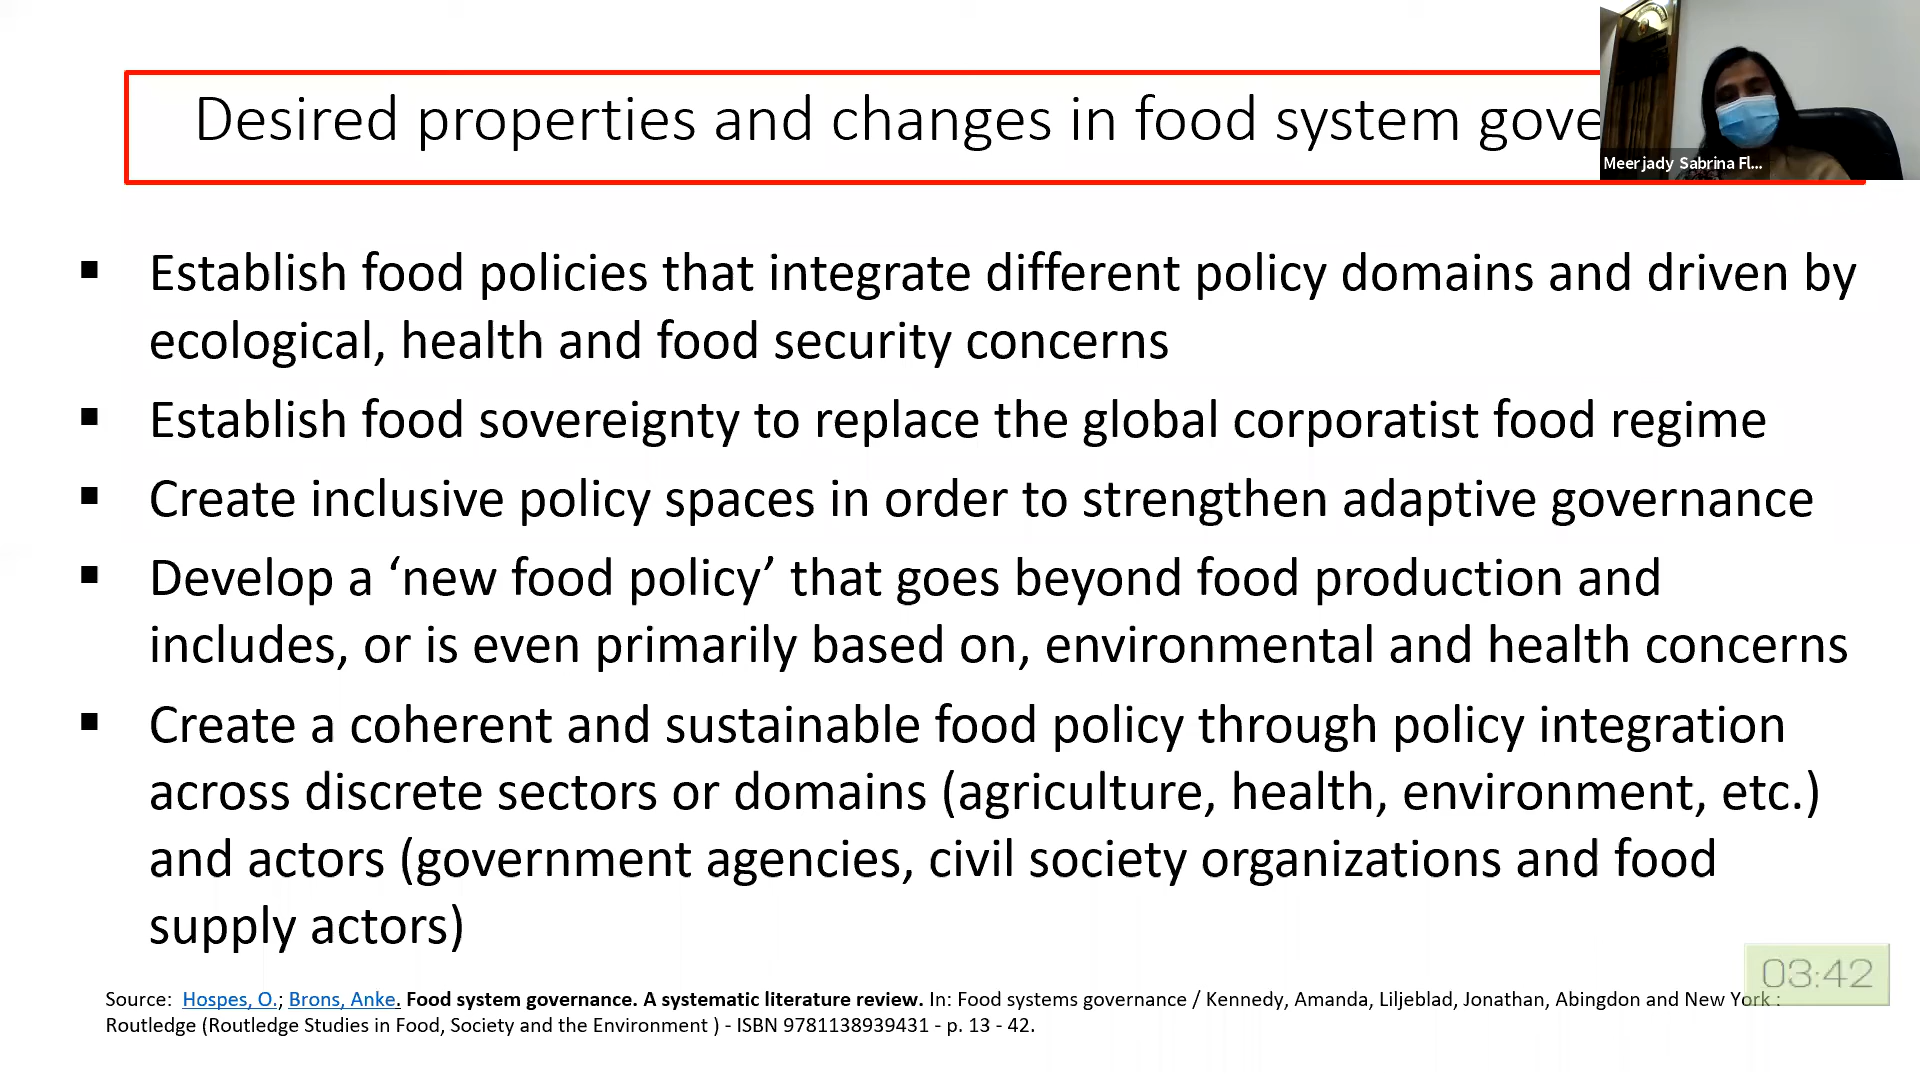 Desired properties and changes in food system gove
Meerjady Sabrina Fl...
▪ Establish food policies that integrate different policy domains and driven by
ecological, health and food security concerns
▪ Establish food sovereignty to replace the global corporatist food regime
▪ Create inclusive policy spaces in order to strengthen adaptive governance
▪ Develop a ‘new food policy’ that goes beyond food production and
includes, or is even primarily based on, environmental and health concerns
▪ Create a coherent and sustainable food policy through policy integration
across discrete sectors or domains (agriculture, health, environment, etc.)
and actors (government agencies, civil society organizations and food
supply actors)
03:42
Source: Hospes, O.; Brons, Anke. Food system governance. A systematic literature review. In: Food systems governance / Kennedy, Amanda, Liljeblad, Jonathan, Abingdon and New York :
Routledge (Routledge Studies in Food, Society and the Environment ) - ISBN 9781138939431 - p. 13 - 42.